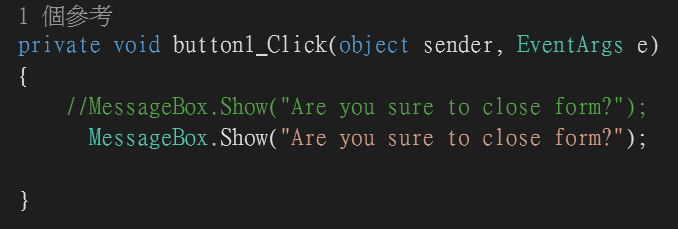 1 個參考
private void button1_Click(object sender, EventArgs e)
{
//MessageBox.Show("Are you sure to close form?");
MessageBox.Show("Are you sure to close form?");
}